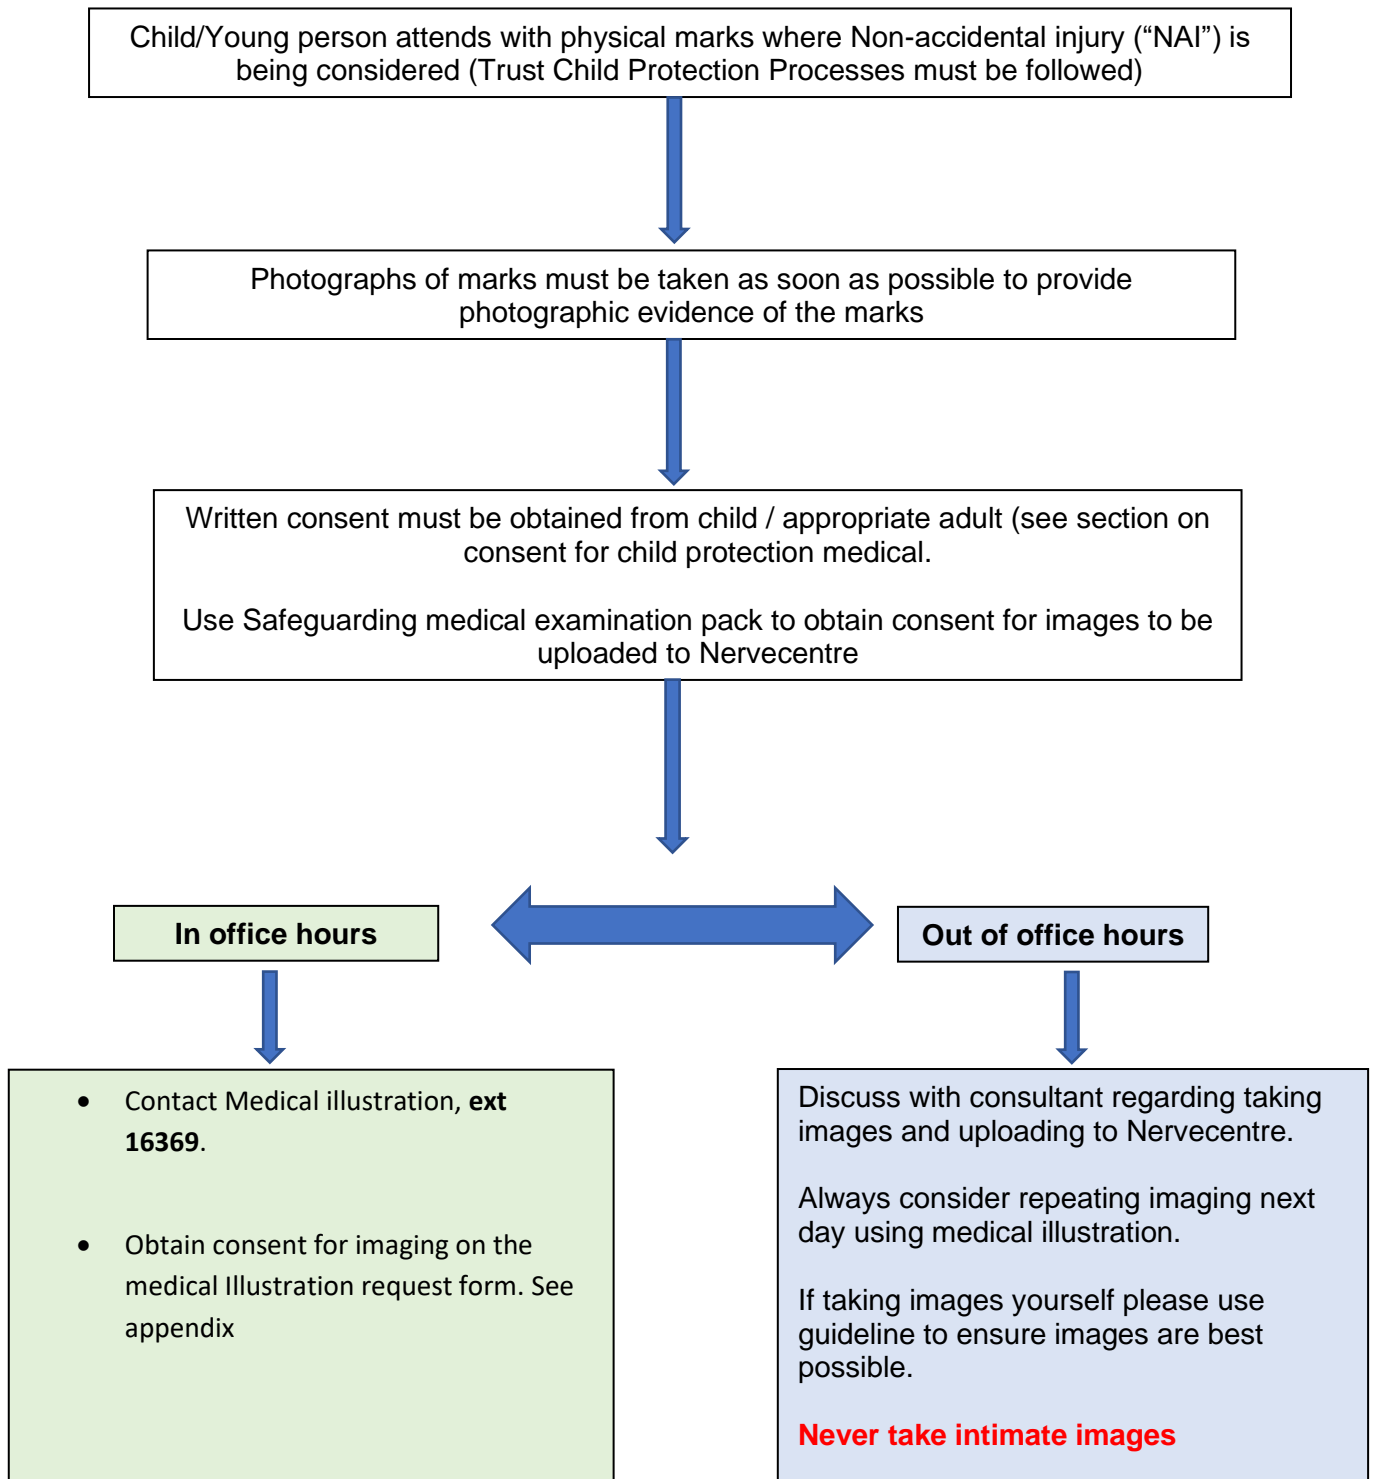 Child/Young person attends with physical marks where Non-accidental injury (“NAI”) is
being considered (Trust Child Protection Processes must be followed)
Photographs of marks must be taken as soon as possible to provide
photographic evidence of the marks
Written consent must be obtained from child / appropriate adult (see section on
consent for child protection medical.
Use Safeguarding medical examination pack to obtain consent for images to be
uploaded to Nervecentre
In office hours
Out of office hours
• Contact Medical illustration, ext
16369.
• Obtain consent for imaging on the
medical Illustration request form. See
appendix
Discuss with consultant regarding taking
images and uploading to Nervecentre.
Always consider repeating imaging next
day using medical illustration.
If taking images yourself please use
guideline to ensure images are best
possible.
Never take intimate images